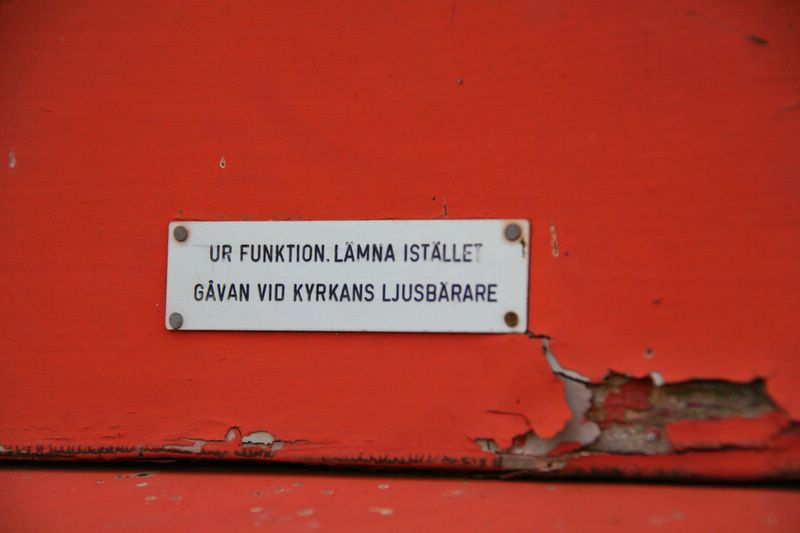 UR FUNKTION. LÄMNA ISTÄLLET
GÅVAN VID KYRKANS LJUSBÄRARE